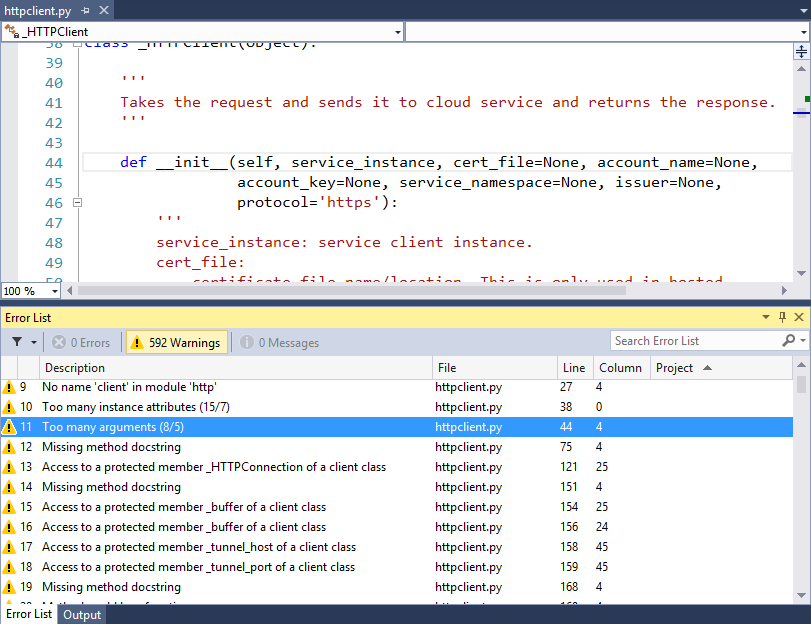 httpclient.py
_HTTPClient
38 class _HTTPClient(object):
39
40 '''
41 Takes the request and sends it to cloud service and returns the response.
42 '''
43
44 def __init__(self, service_instance, cert_file=None, account_name=None,
45 account_key=None, service_namespace=None, issuer=None,
46 protocol='https'):
47 '''
48 service_instance: service client instance.
49 cert_file:
50 certificate file name/location. This is only used in hosted
100 %
Error List
0 Errors 592 Warnings 0 Messages Search Error List
Description File Line Column Project
9 No name 'client' in module 'http' httpclient.py 27 4
10 Too many instance attributes (15/7) httpclient.py 38 0
11 Too many arguments (8/5) httpclient.py 44 4
12 Missing method docstring httpclient.py 75 4
13 Access to a protected member _HTTPConnection of a client class httpclient.py 121 25
14 Missing method docstring httpclient.py 151 4
15 Access to a protected member _buffer of a client class httpclient.py 154 25
16 Access to a protected member _buffer of a client class httpclient.py 156 24
17 Access to a protected member _tunnel_host of a client class httpclient.py 158 45
18 Access to a protected member _tunnel_port of a client class httpclient.py 159 45
19 Missing method docstring httpclient.py 168 4
Error List Output